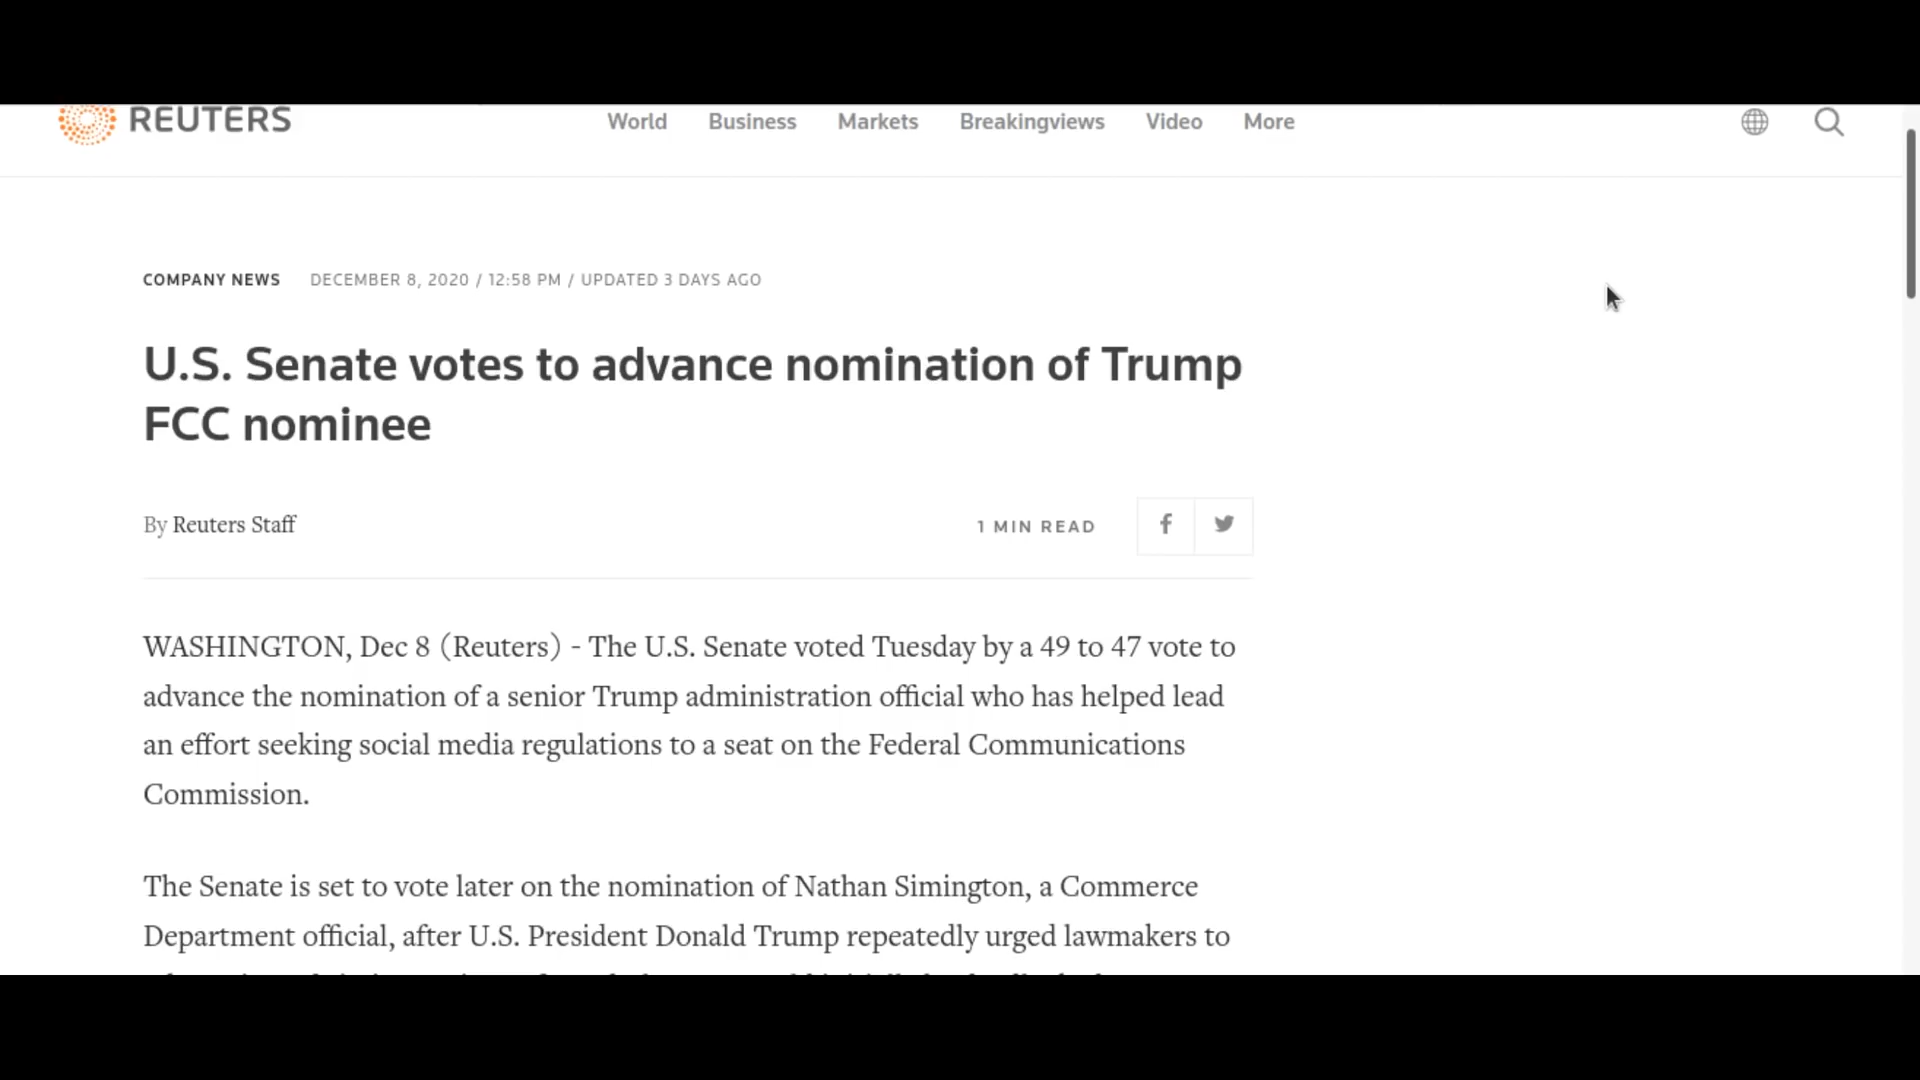 REUTERS
World Business Markets Breakingviews Video More
COMPANY NEWS DECEMBER 8, 2020 / 12:58 PM / UPDATED 3 DAYS AGO
U.S. Senate votes to advance nomination of Trump
FCC nominee
By Reuters Staff
1 MIN READ
WASHINGTON, Dec 8 (Reuters) - The U.S. Senate voted Tuesday by a 49 to 47 vote to
advance the nomination of a senior Trump administration official who has helped lead
an effort seeking social media regulations to a seat on the Federal Communications
Commission.
The Senate is set to vote later on the nomination of Nathan Simington, a Commerce
Department official, after U.S. President Donald Trump repeatedly urged lawmakers to